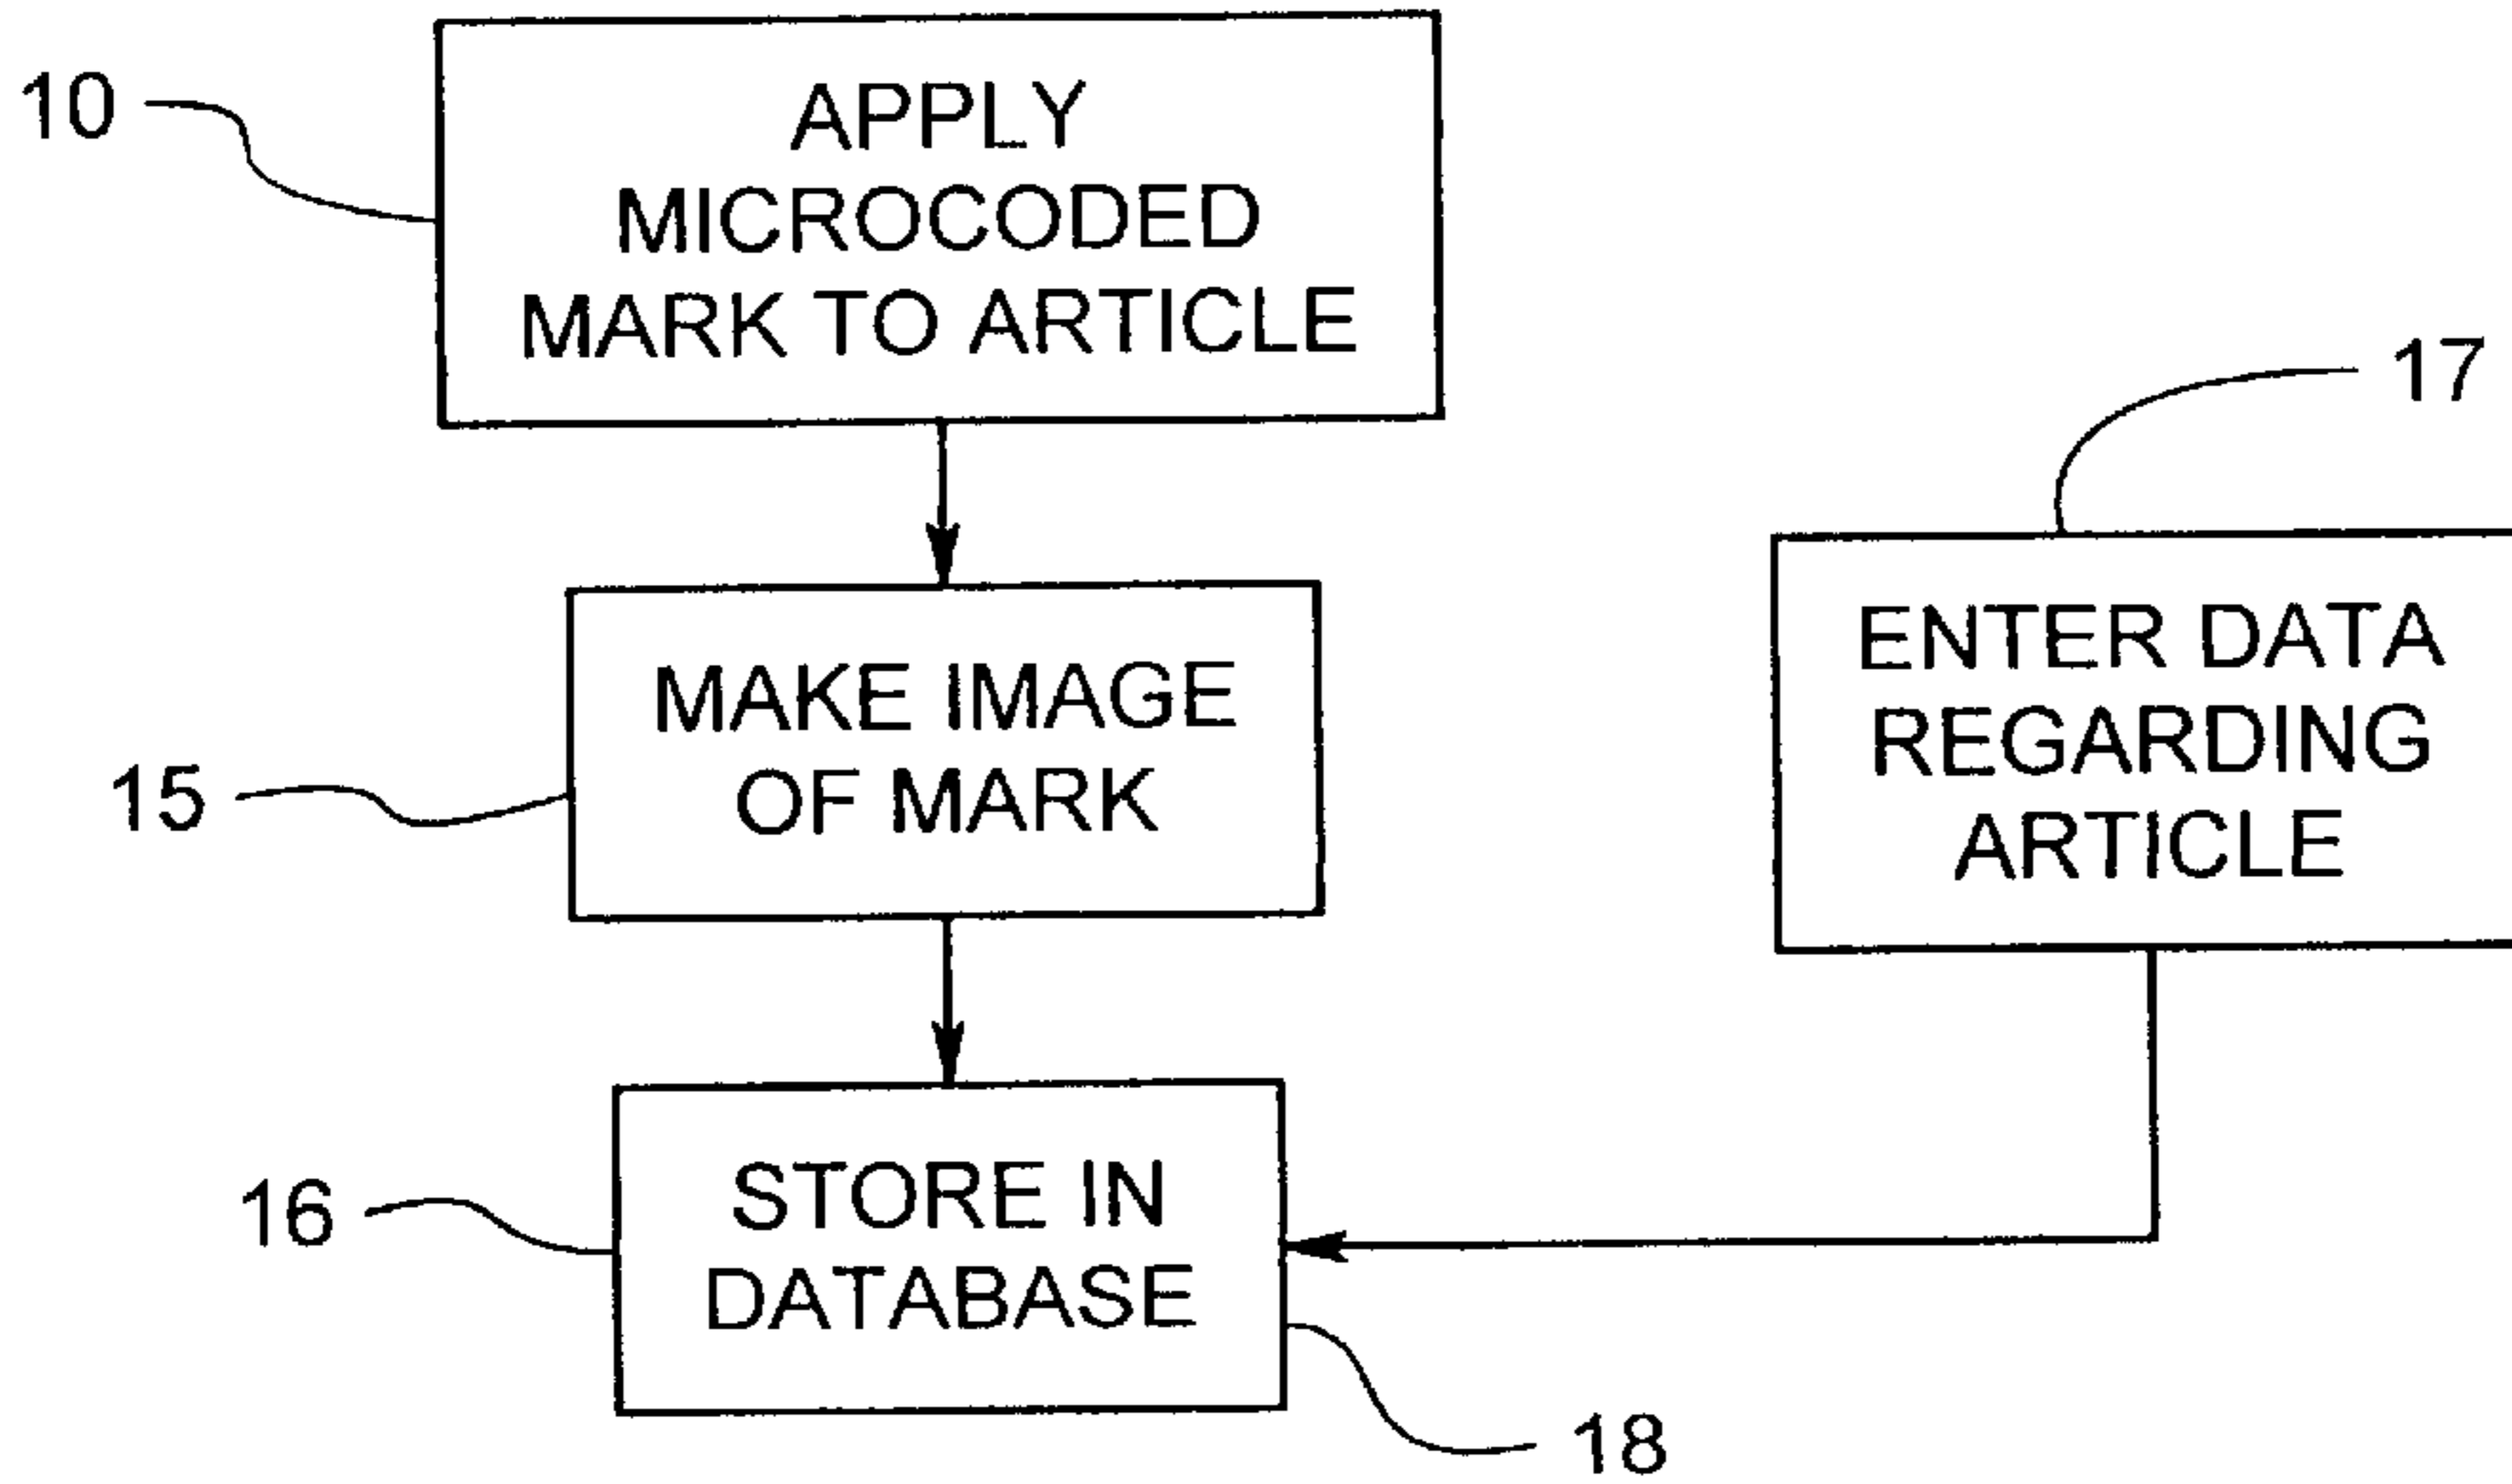 10
APPLY
MICROCODED
MARK TO ARTICLE
17
15
MAKE IMAGE
OF MARK
ENTER DATA
REGARDING
ARTICLE
16
STORE IN
DATABASE
18